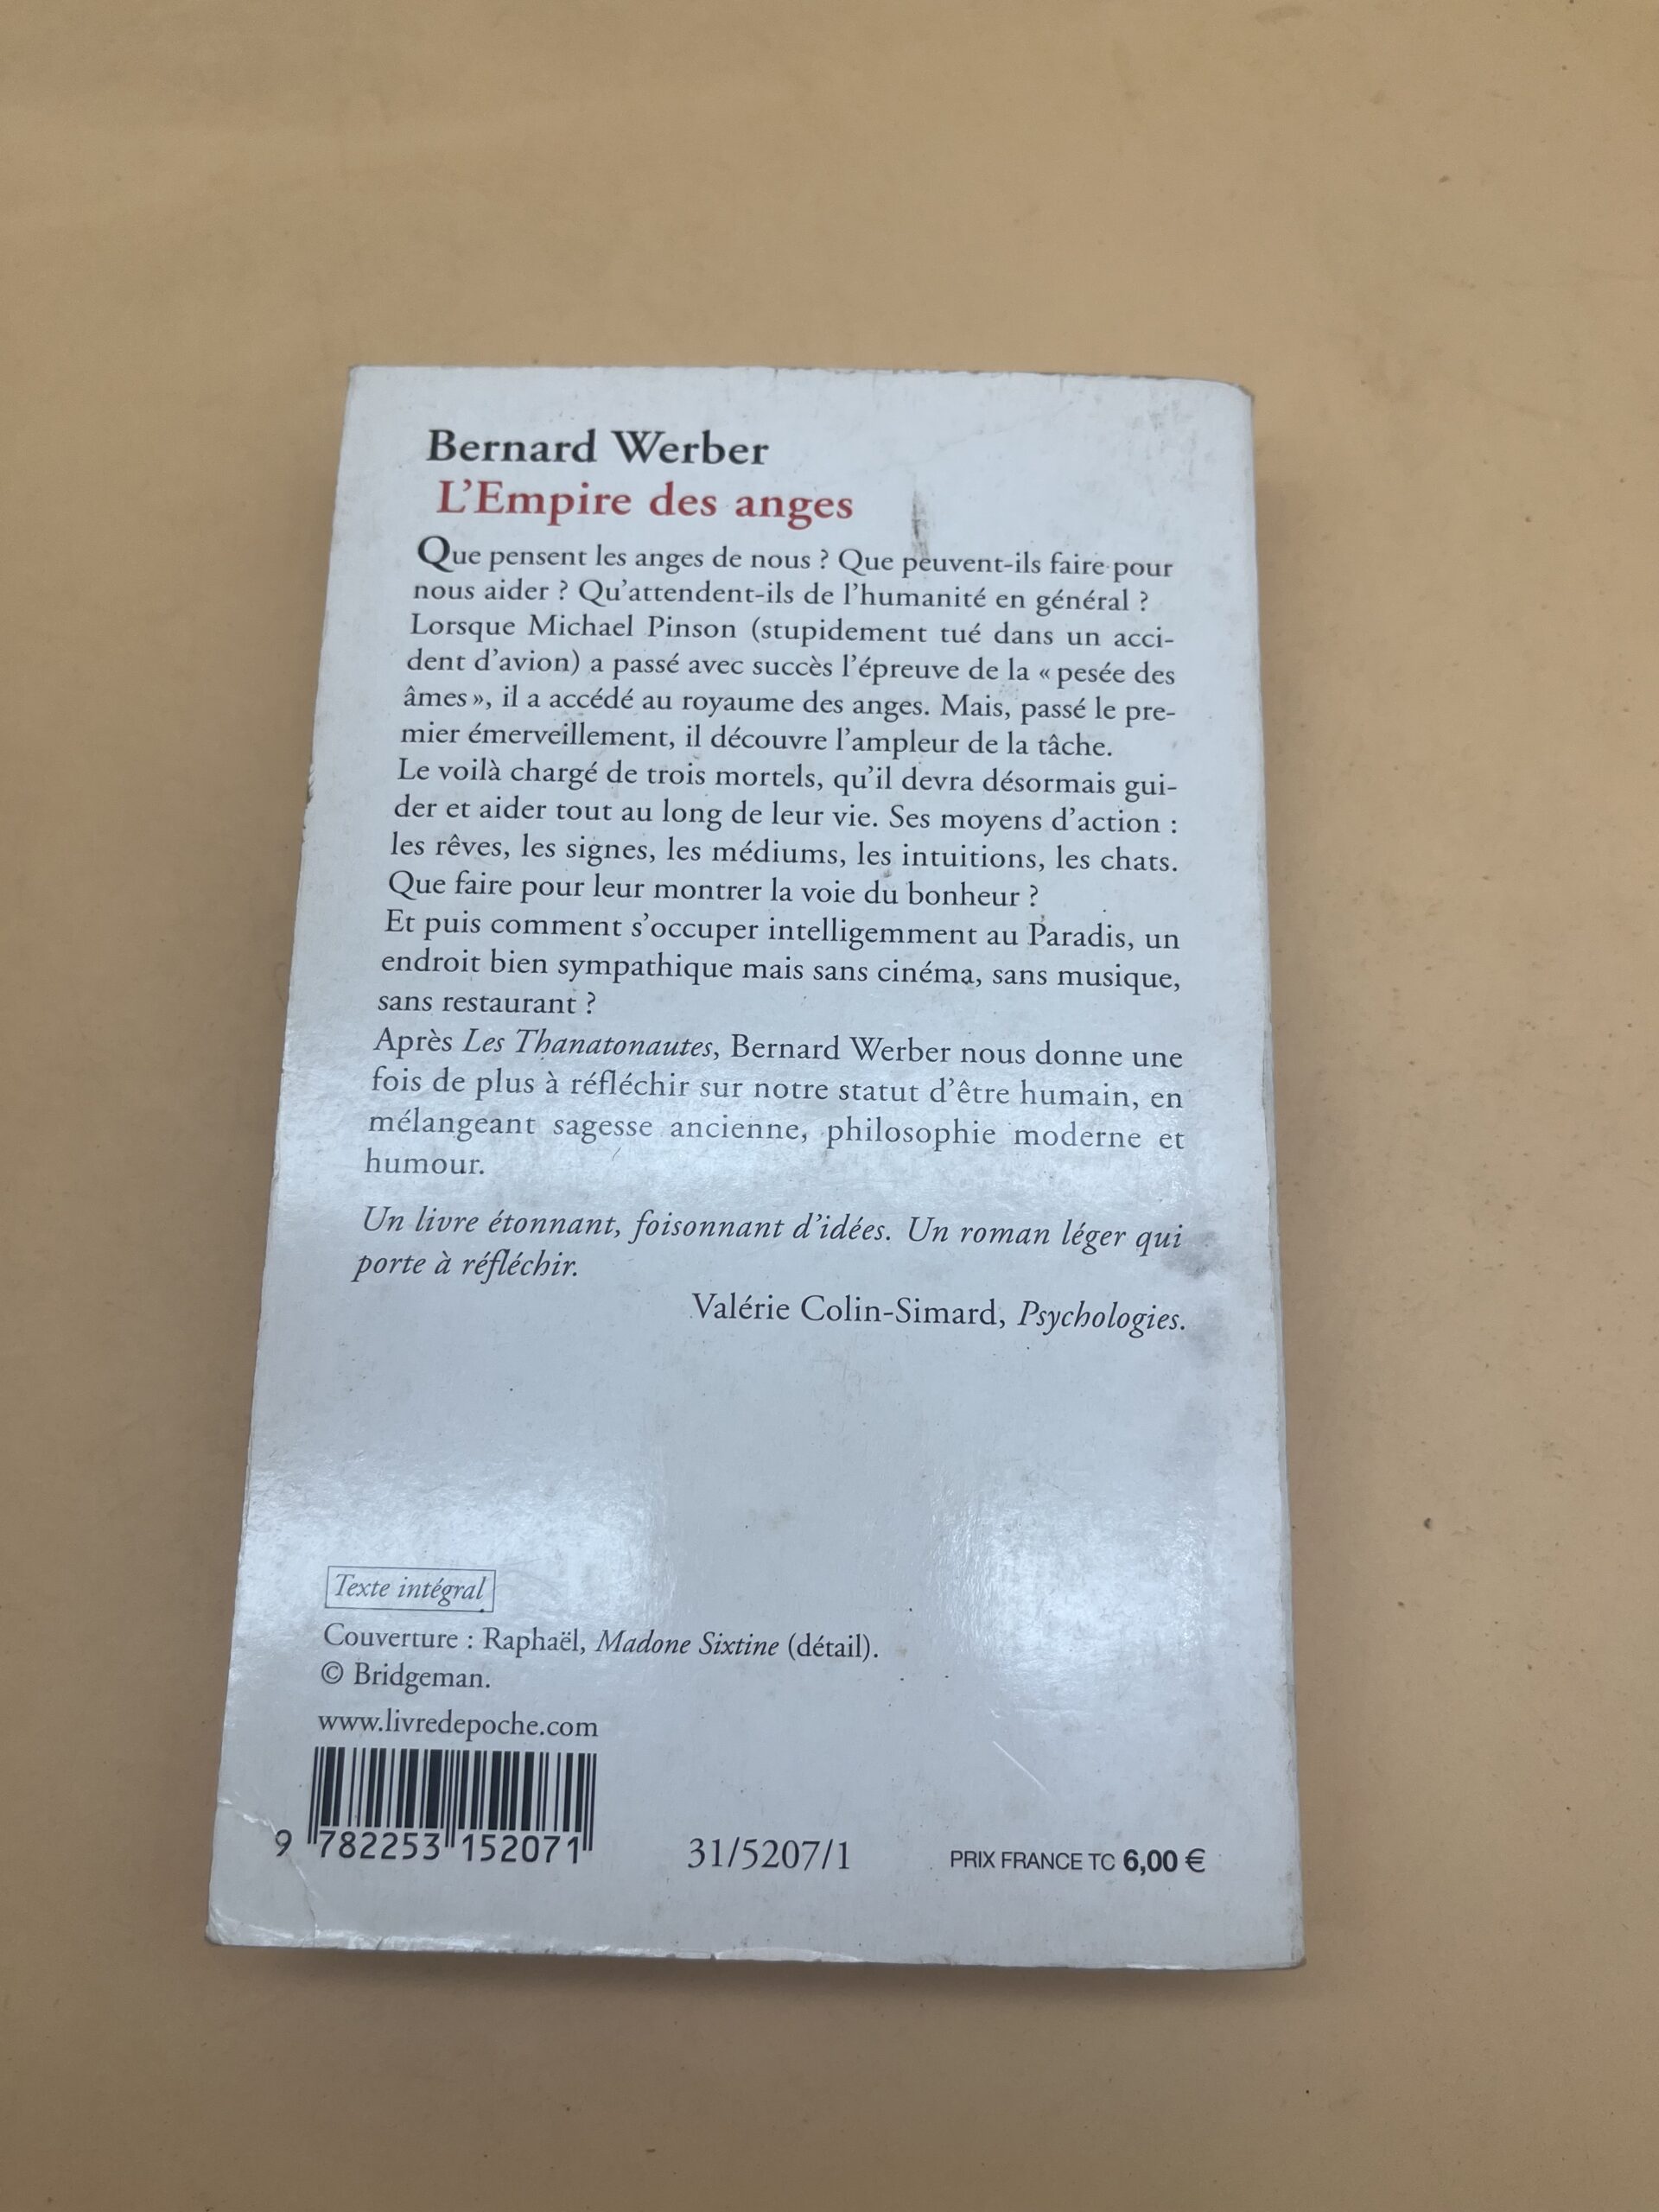 Bernard Werber
L'Empire des anges
Que pensent les anges de nous ? Que peuvent-ils faire pour
nous aider ? Qu'attendent-ils de l'humanité en général ?
Lorsque Michael Pinson (stupidement tué dans un acci-
dent d'avion) a passé avec succès l'épreuve de la « pesée des
âmes », il a accédé au royaume des anges. Mais, passé le pre-
mier émerveillement, il découvre l'ampleur de la tâche.
Le voilà chargé de trois mortels, qu'il devra désormais gui-
der et aider tout au long de leur vie. Ses moyens d'action :
les rêves, les signes, les médiums, les intuitions, les chats.
Que faire pour leur montrer la voie du bonheur ?
Et puis comment s'occuper intelligemment au Paradis, un
endroit bien sympathique mais sans cinéma, sans musique,
sans restaurant ?
Après Les Thanatonautes, Bernard Werber nous donne une
fois de plus à réfléchir sur notre statut d'être humain, en
mélangeant sagesse ancienne, philosophie moderne et
humour.
Un livre étonnant, foisonnant d'idées. Un roman léger qui
porte à réfléchir.
Valérie Colin-Simard, Psychologies.
Texte intégral
Couverture : Raphaël, Madone Sixtine (détail).
© Bridgeman.
www.livredepoche.com
9 782253 152071
31/5207/1
PRIX FRANCE TC 6,00 €